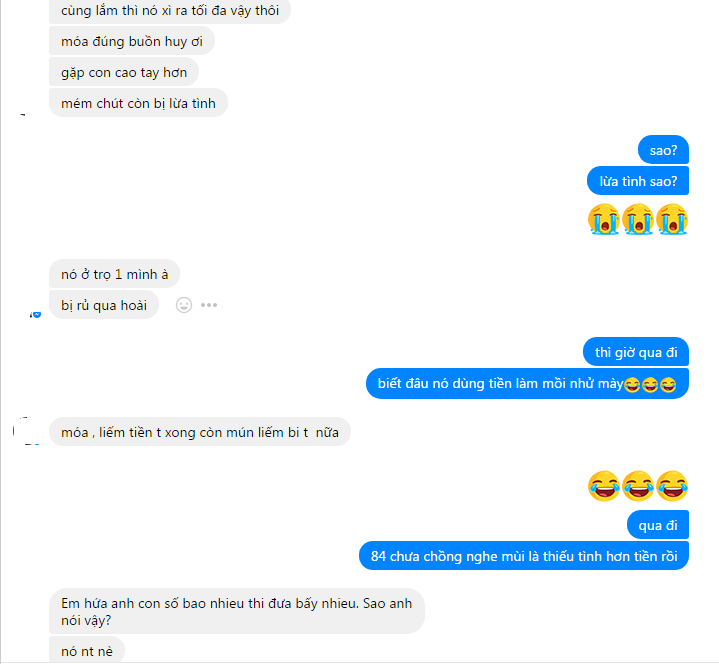 cùng lắm thì nó xì ra tối đa vậy thôi
móa đúng buồn huy ơi
gặp con cao tay hơn
mém chút còn bị lừa tình
sao?
lừa tình sao?
nó ở trọ 1 mình à
bị rủ qua hoài
thì giờ qua đi
biết đâu nó dùng tiền làm mồi nhử mày😂😂😂
móa , liếm tiền t xong còn mún liếm bi t nữa
qua đi
84 chưa chồng nghe mùi là thiếu tình hơn tiền rồi
Em hứa anh con số bao nhieu thi đưa bấy nhieu. Sao anh
nói vậy?
nó nt nè